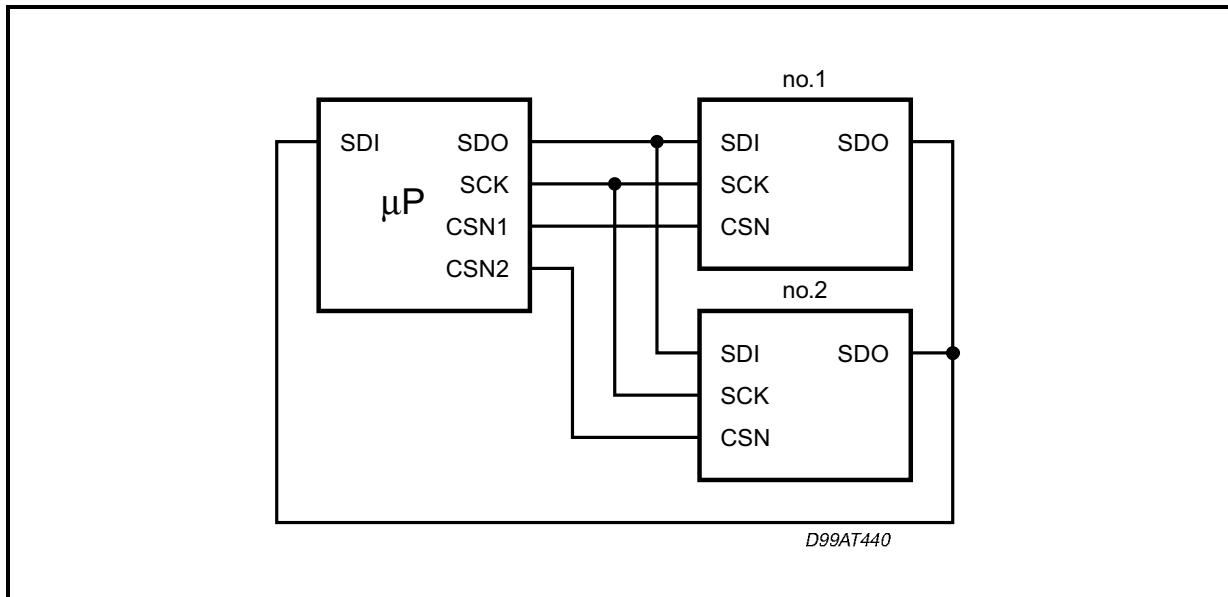 no.1
SDI SDO
SCK
CSN1
CSN2
μP
SDI SDO
SCK
CSN
no.2
SDI SDO
SCK
CSN
D99AT440